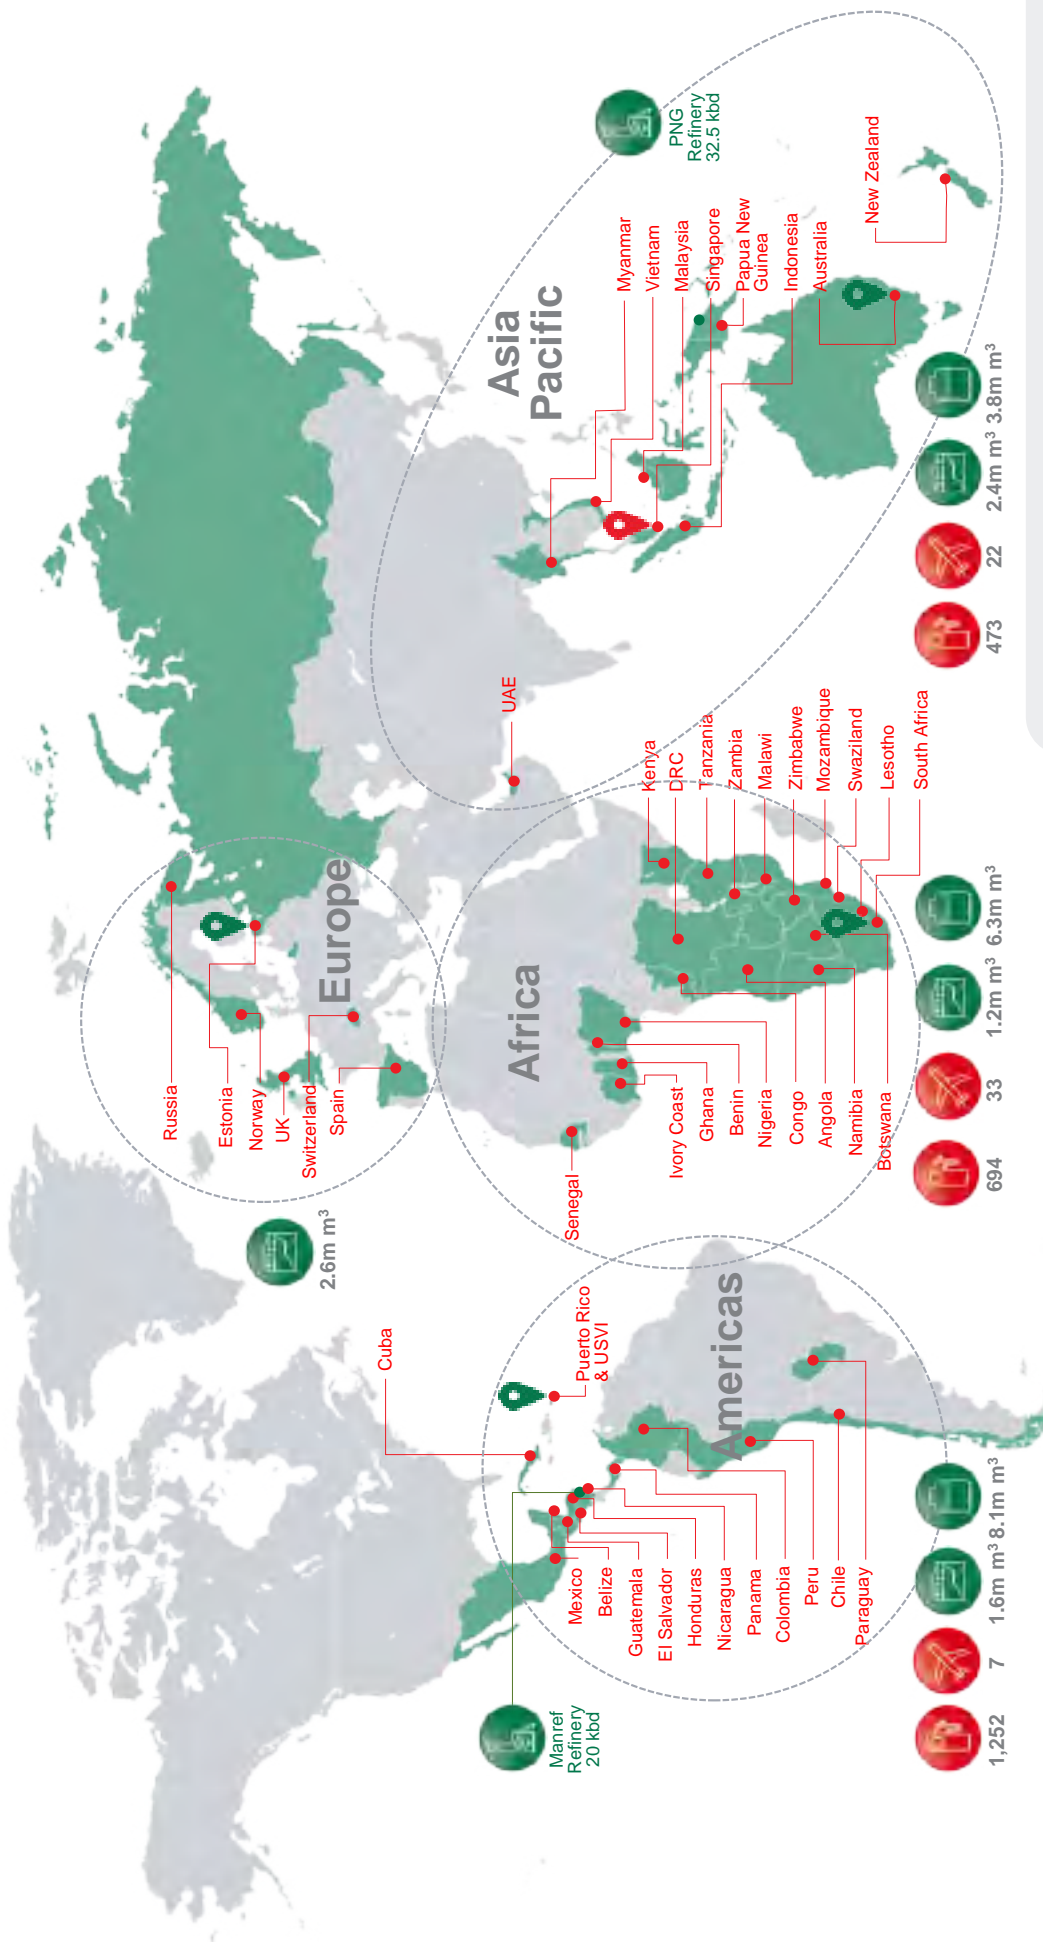 Russia
Estonia
Norway
UK
Switzerland
Spain
Europe
2.6m m³
Cuba
Puerto Rico
& USVI
Manref
Refinery
20 kbd
Mexico
Belize
Guatemala
El Salvador
Honduras
Nicaragua
Panama
Colombia
Peru
Chile
Paraguay
Americas
1,252
7
1.6m m³
8.1m m³
Africa
Senegal
Ivory Coast
Ghana
Benin
Nigeria
Congo
Angola
Namibia
Botswana
Kenya
DRC
Tanzania
Zambia
Malawi
Zimbabwe
Mozambique
Swaziland
Lesotho
South Africa
694
33
1.2m m³
6.3m m³
UAE
Asia
Pacific
Myanmar
Vietnam
Malaysia
Singapore
Papua New
Guinea
Indonesia
Australia
New Zealand
PNG
Refinery
32.5 kbd
473
22
2.4m m³
3.8m m³